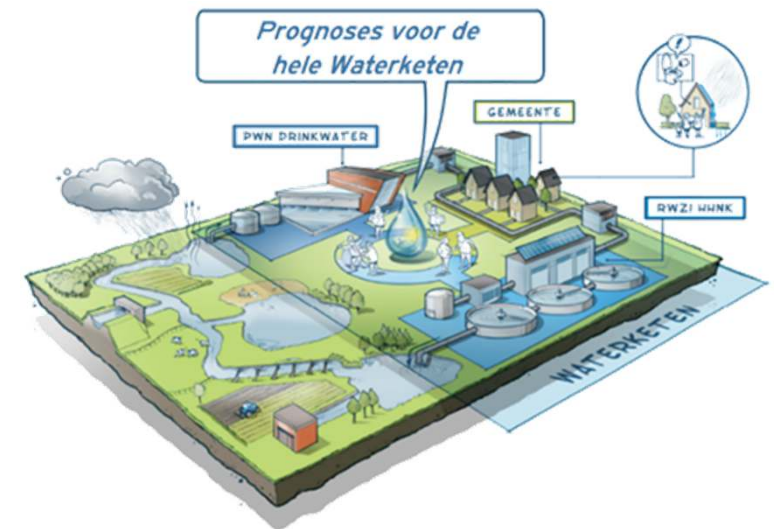 Prognoses voor de
hele Waterketen
GEMEENTE
PWN DRINKWATER
RWZI HHNK
WATERKETEN